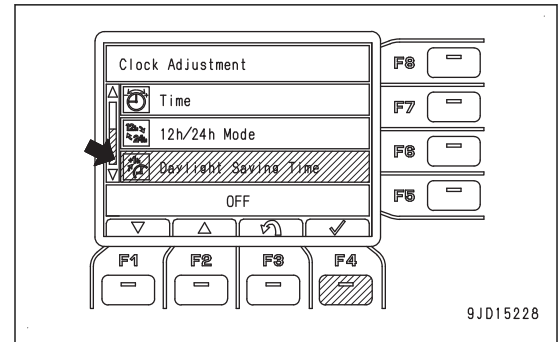 Clock Adjustment
Time
12h/24h Mode
Daylight Saving Time
OFF
F8
F7
F6
F5
F1 F2 F3 F4
9JD15228